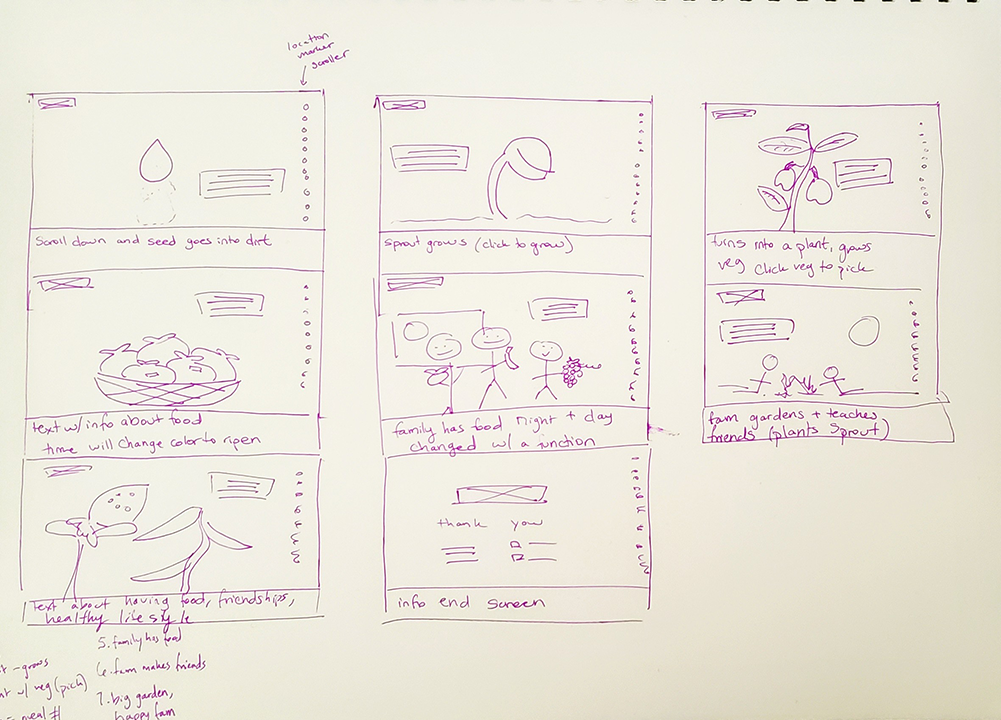 location
marker
scroller
Scroll down and seed goes into dirt
sprout grows (click to grow)
turns into a plant, grows
veg click veg to pick
text w/ info about food
time will change color to ripen
family has food night + day
changed w/ a function
fam gardens + teaches
friends (plants sprout)
thank you
text about having food, friendships,
healthy lifestyle
info end screen
5. family has food
6. fam makes friends
7. big garden,
happy fam
- grows
w/ veg (pick)
meal #